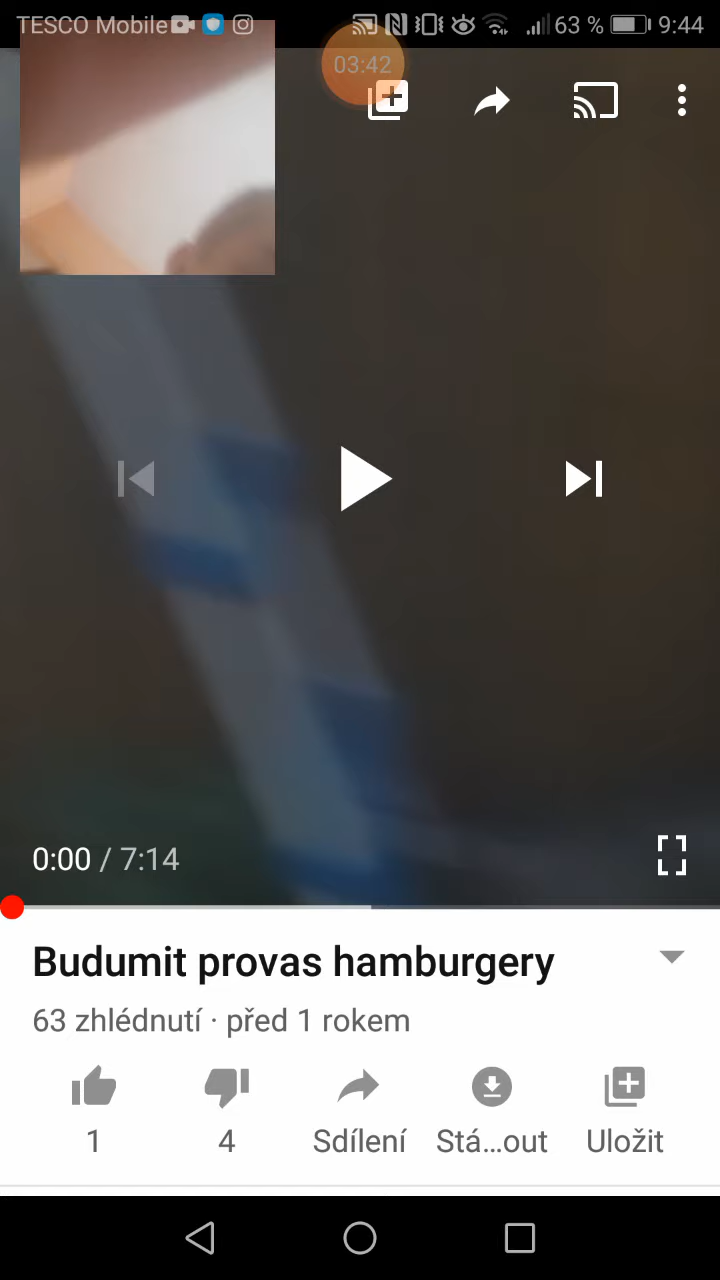 TESCO Mobile 63 % 9:44
03:42
0:00 / 7:14
Budumit provas hamburgery
63 zhlédnutí · před 1 rokem
1 4 Sdílení Stá...out Uložit